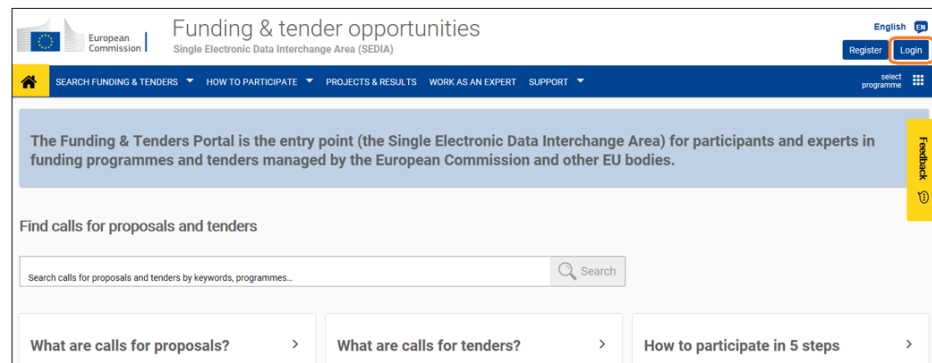 European
Commission
Funding & tender opportunities
Single Electronic Data Interchange Area (SEDIA)
English EN
Register Login
SEARCH FUNDING & TENDERS HOW TO PARTICIPATE PROJECTS & RESULTS WORK AS AN EXPERT SUPPORT
select
programme
The Funding & Tenders Portal is the entry point (the Single Electronic Data Interchange Area) for participants and experts in
funding programmes and tenders managed by the European Commission and other EU bodies.
Feedback
Find calls for proposals and tenders
Search calls for proposals and tenders by keywords, programmes...
Search
What are calls for proposals? What are calls for tenders? How to participate in 5 steps